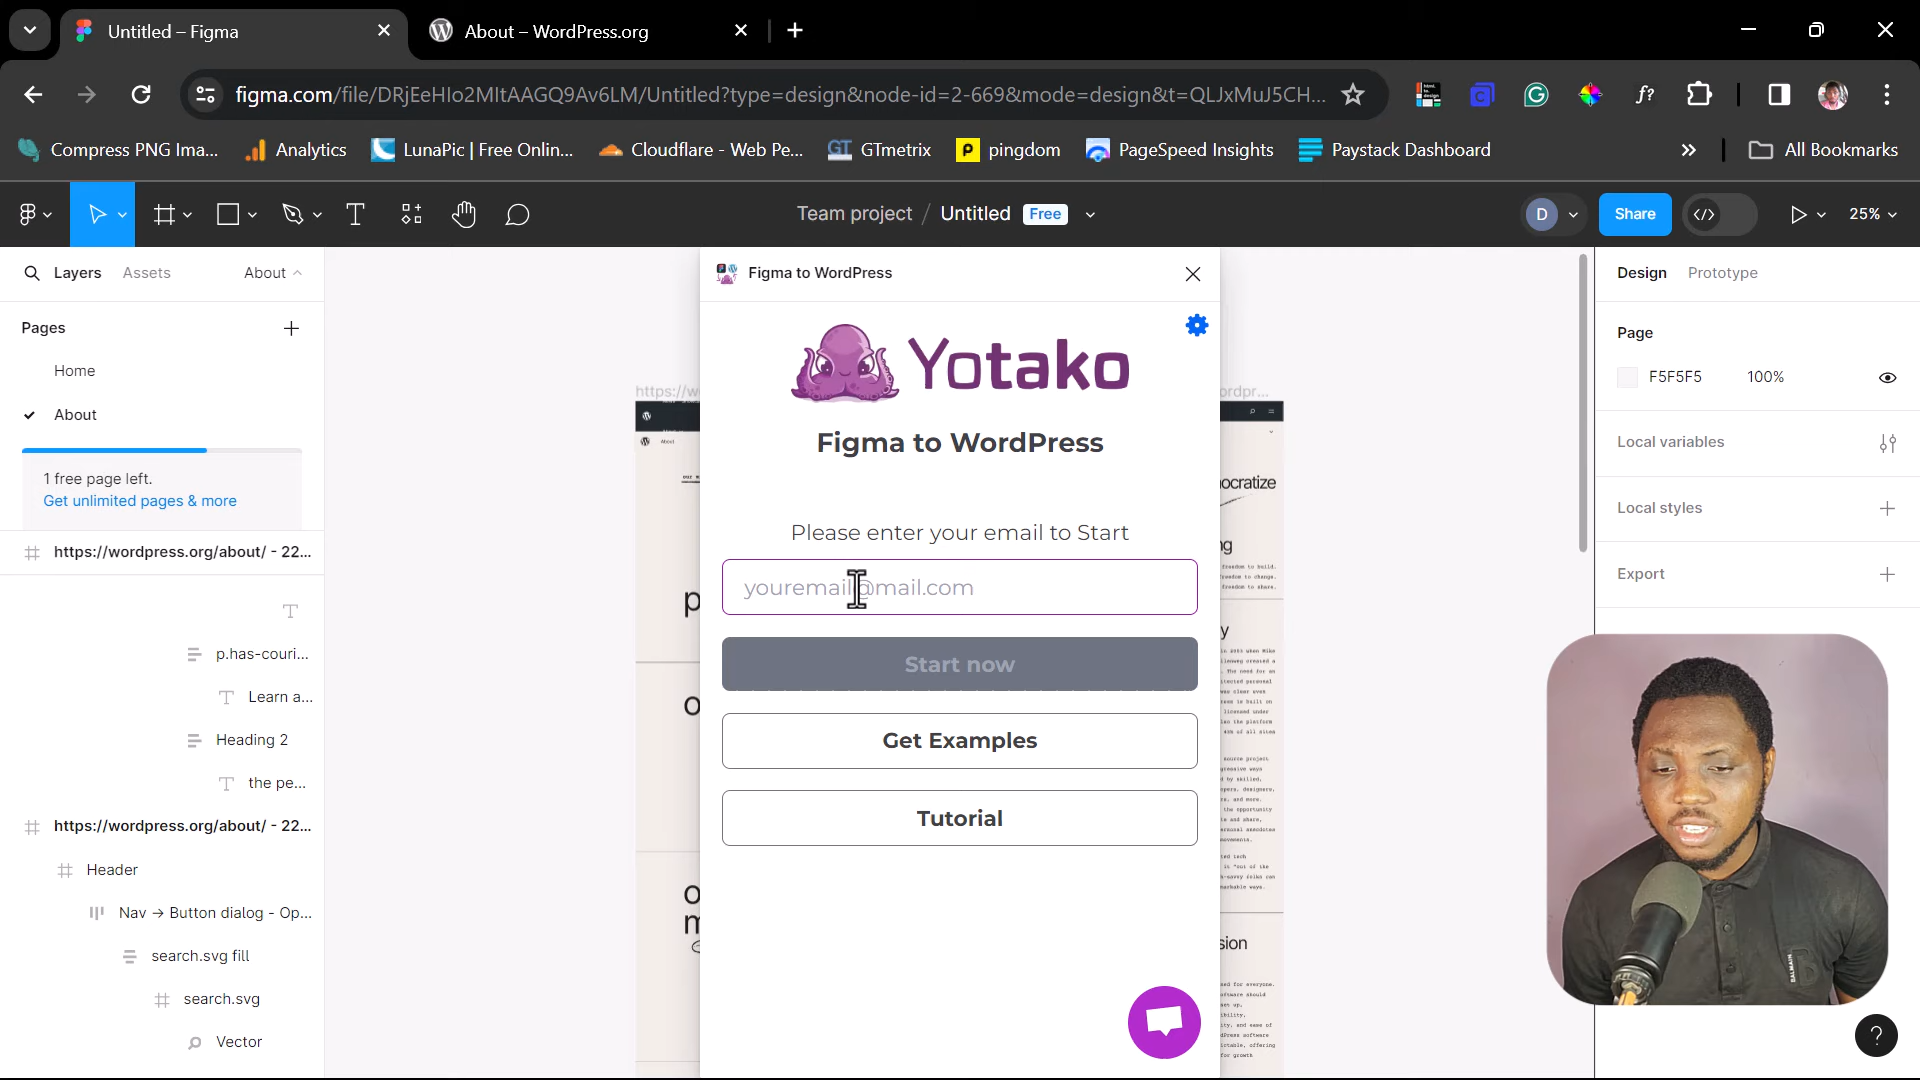 Untitled – Figma
About – WordPress.org
figma.com/file/DRjEeHlo2MItAAGQ9Av6LM/Untitled?type=design&node-id=2-669&mode=design&t=QLJxMuJ5CH...
Compress PNG Ima...
Analytics
LunaPic | Free Onlin...
Cloudflare - Web Pe...
GTmetrix
pingdom
PageSpeed Insights
Paystack Dashboard
All Bookmarks
Team project / Untitled
Free
D
Share
25%
Layers
Assets
About
Figma to WordPress
Design
Prototype
Pages
Home
About
1 free page left.
Get unlimited pages & more
https://wordpress.org/about/ - 22...
p.has-couri...
Learn a...
Heading 2
the pe...
https://wordpress.org/about/ - 22...
Header
Nav → Button dialog - Op...
search.svg fill
search.svg
Vector
Yotako
Figma to WordPress
Please enter your email to Start
youremail@mail.com
Start now
Get Examples
Tutorial
Page
F5F5F5
100%
Local variables
Local styles
Export